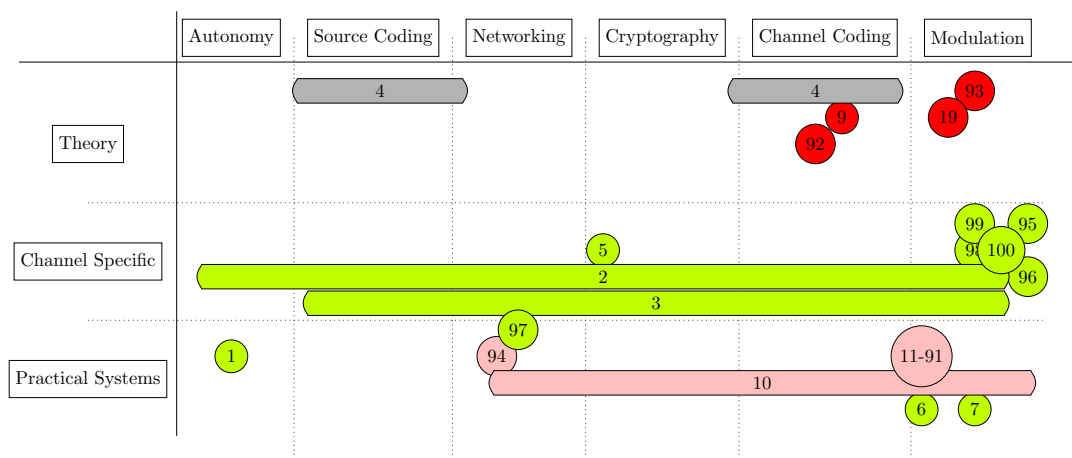 Autonomy Source Coding Networking Cryptography Channel Coding Modulation
4 4 93
9 19
Theory 92
99 95
5 98 100
Channel Specific
2 96
3
97
1 94 11-91
Practical Systems 10
6 7